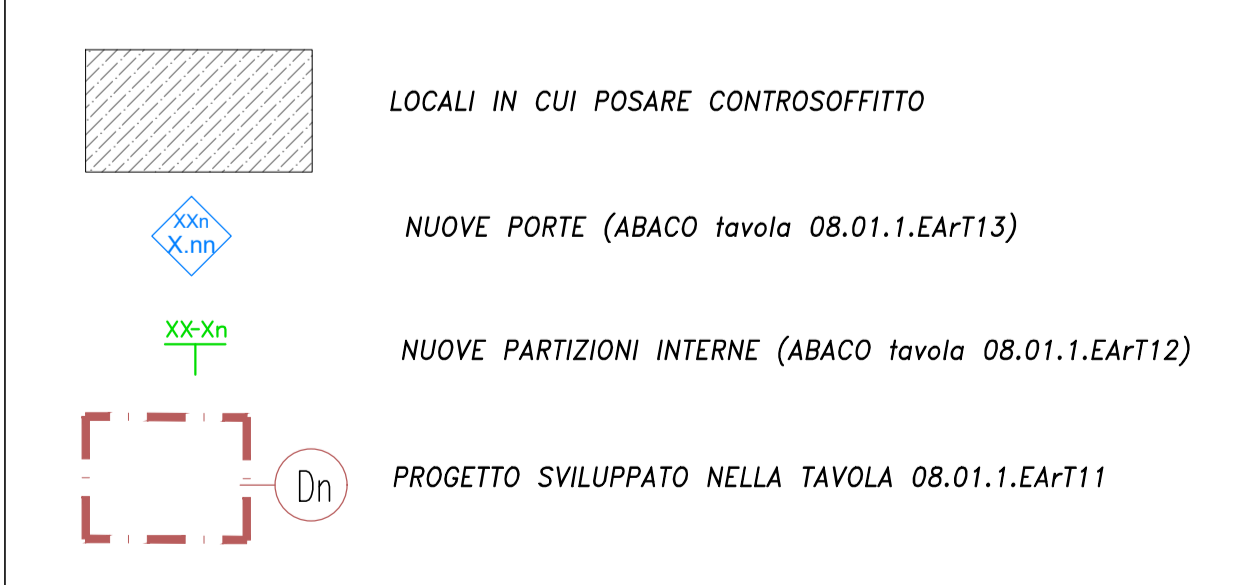 LOCALI IN CUI POSARE CONTROSOFFITTO
XXn
X.nn
NUOVE PORTE (ABACO tavola 08.01.1.EArT13)
XX-Xn
NUOVE PARTIZIONI INTERNE (ABACO tavola 08.01.1.EArT12)
Dn
PROGETTO SVILUPPATO NELLA TAVOLA 08.01.1.EArT11